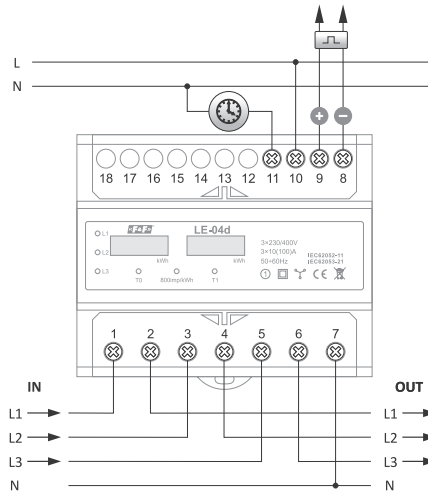 L
N
+ −
18 17 16 15 14 13 12 11 10 9 8
F&F LE-04d
L1
L2
L3
kWh kWh
T0 800imp/kWh T1
3×230/400V
3×10(100)A
50÷60Hz
IEC62052-11
IEC62053-21
1 CE
1 2 3 4 5 6 7
IN OUT
L1 L1
L2 L2
L3 L3
N N